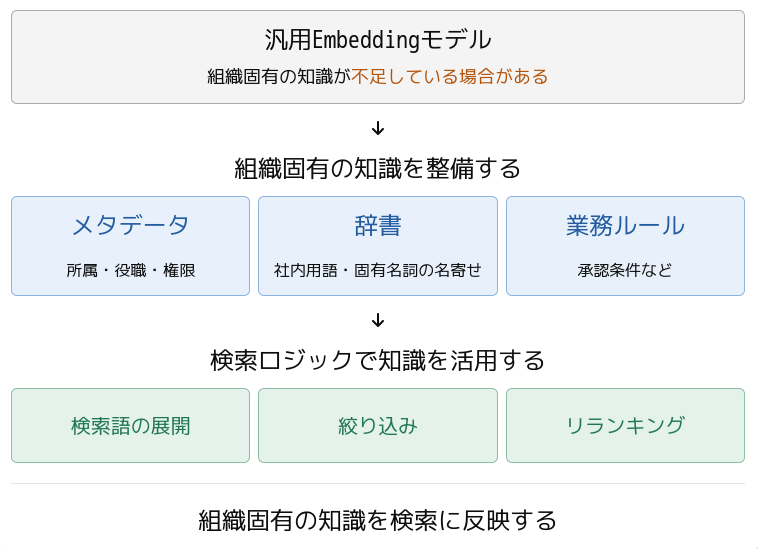 汎用Embeddingモデル
組織固有の知識が不足している場合がある
↓
組織固有の知識を整備する
メタデータ
辞書
業務ルール
所属・役職・権限
社内用語・固有名詞の名寄せ
承認条件など
↓
検索ロジックで知識を活用する
検索語の展開
絞り込み
リランキング
組織固有の知識を検索に反映する